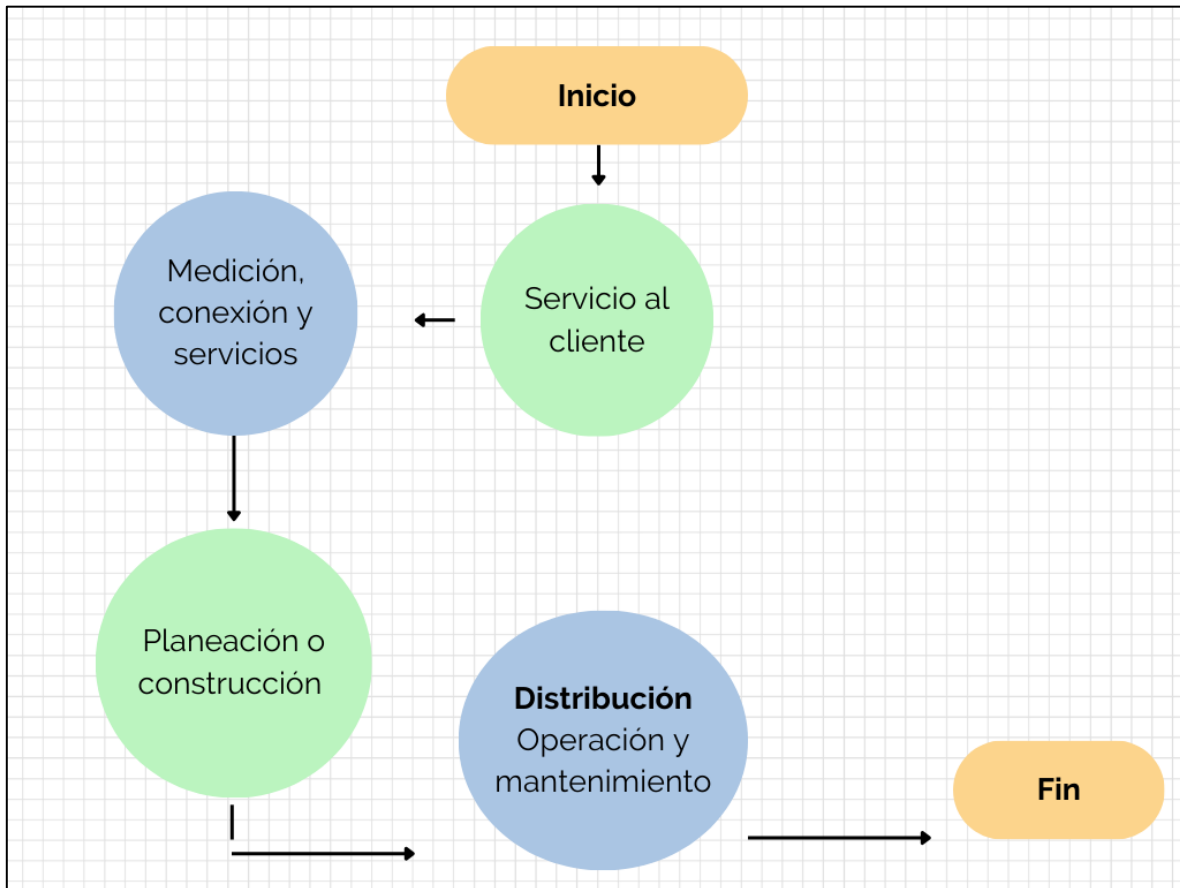 Inicio
Servicio al
cliente
Medición,
conexión y
servicios
Planeación o
construcción
Distribución
Operación y
mantenimiento
Fin